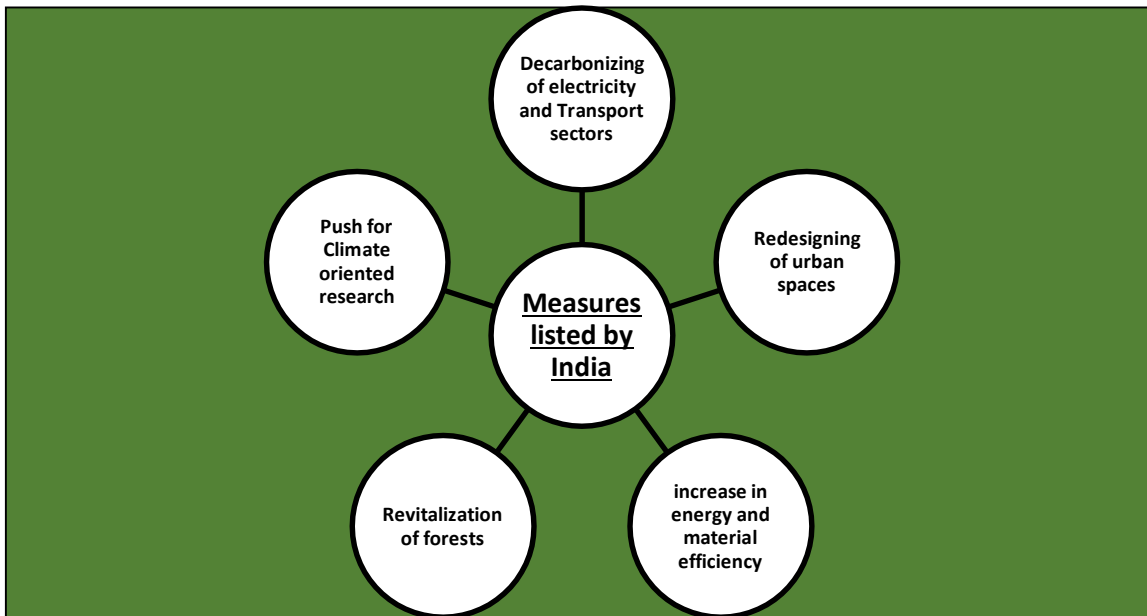 Decarbonizing
of electricity
and Transport
sectors
Push for
Climate
oriented
research
Redesigning
of urban
spaces
Measures
listed by
India
Revitalization
of forests
increase in
energy and
material
efficiency